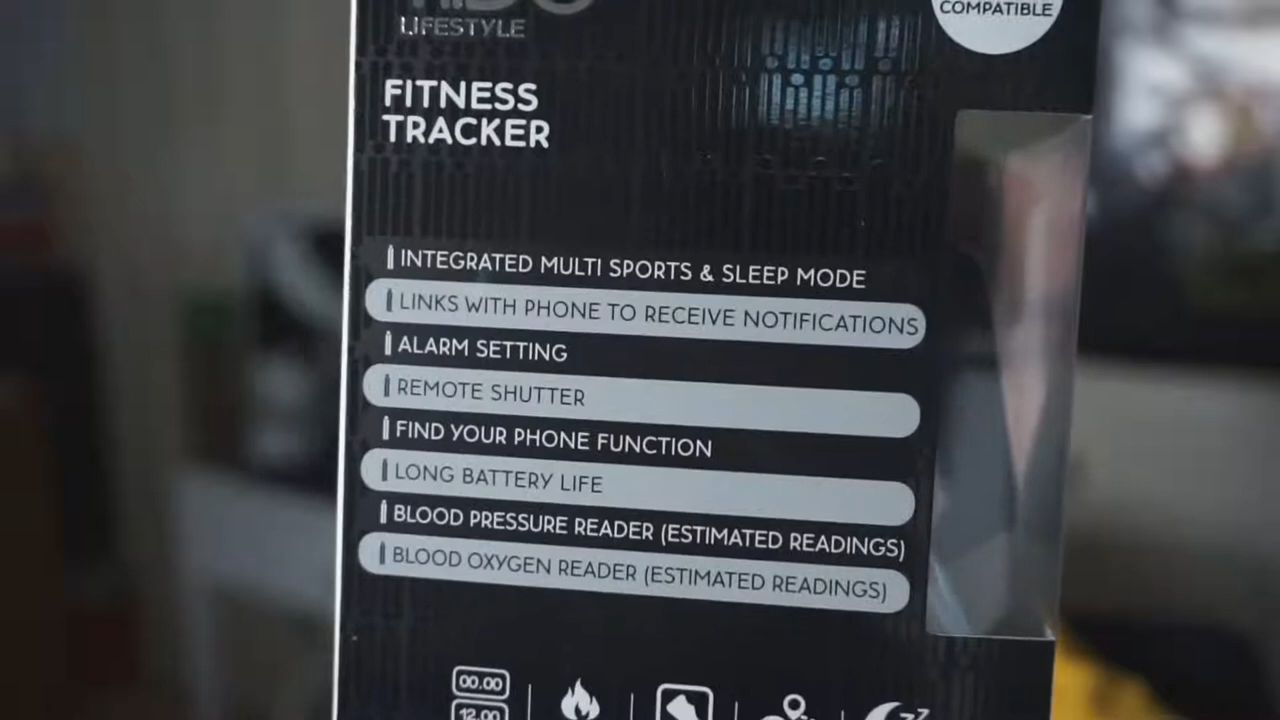 LIFESTYLE
COMPATIBLE
FITNESS
TRACKER
INTEGRATED MULTI SPORTS & SLEEP MODE
LINKS WITH PHONE TO RECEIVE NOTIFICATIONS
ALARM SETTING
REMOTE SHUTTER
FIND YOUR PHONE FUNCTION
LONG BATTERY LIFE
BLOOD PRESSURE READER (ESTIMATED READINGS)
BLOOD OXYGEN READER (ESTIMATED READINGS)
00.00
12.00
zz